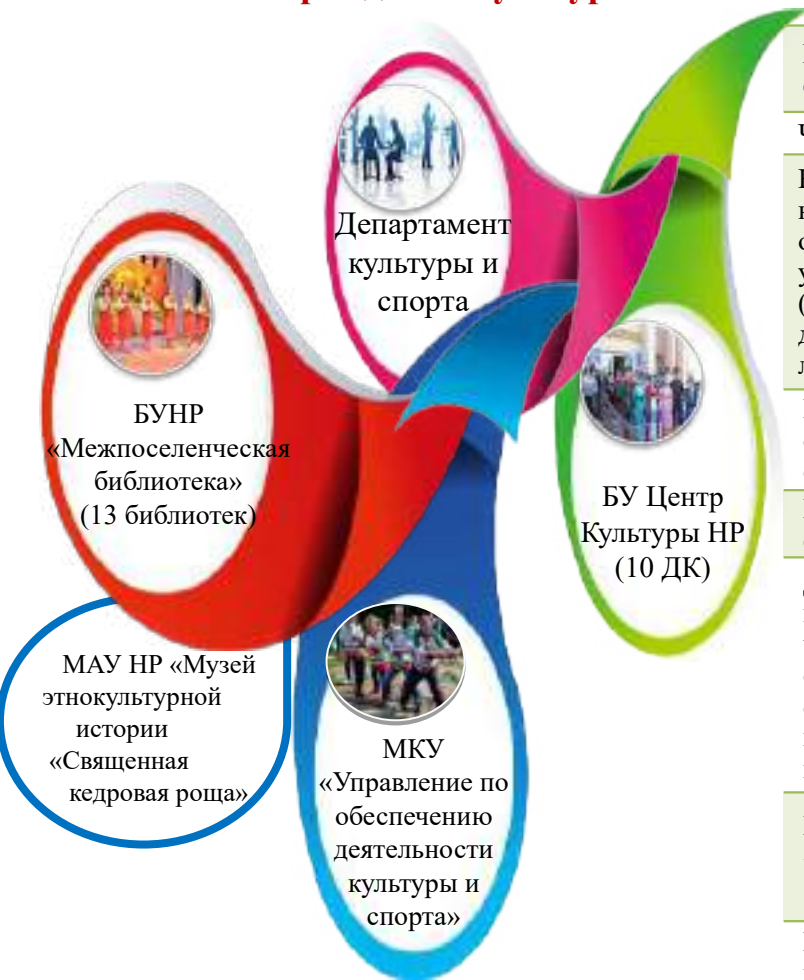 Департамент
культуры и
спорта
БУНР
«Межпоселенческая
библиотека»
(13 библиотек)
БУ Центр
Культуры НР
(10 ДК)
МАУ НР «Музей
этнокультурной
истории
«Священная
кедровая роща»
МКУ
«Управление по
обеспечению
деятельности
культуры и
спорта»